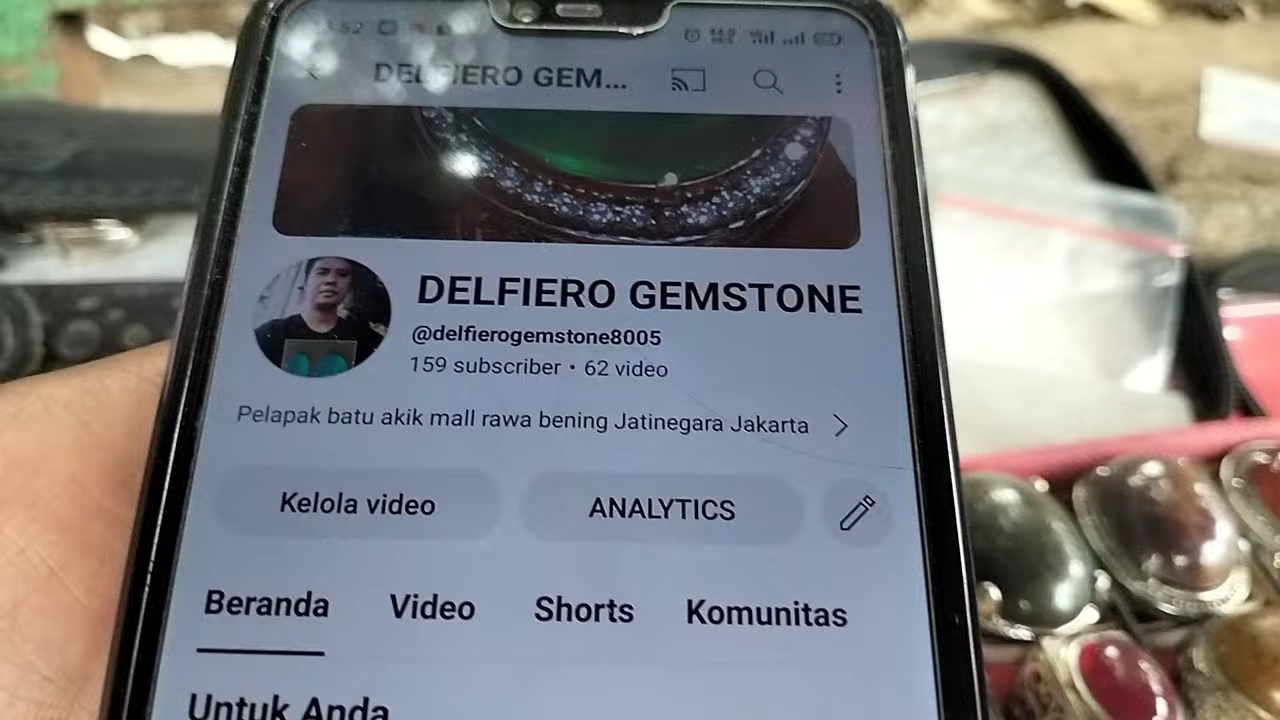 DELFIERO GEM...
DELFIERO GEMSTONE
@delfierogemstone8005
159 subscriber • 62 video
Pelapak batu akik mall rawa bening Jatinegara Jakarta
Kelola video
ANALYTICS
Beranda
Video
Shorts
Komunitas
Untuk Anda